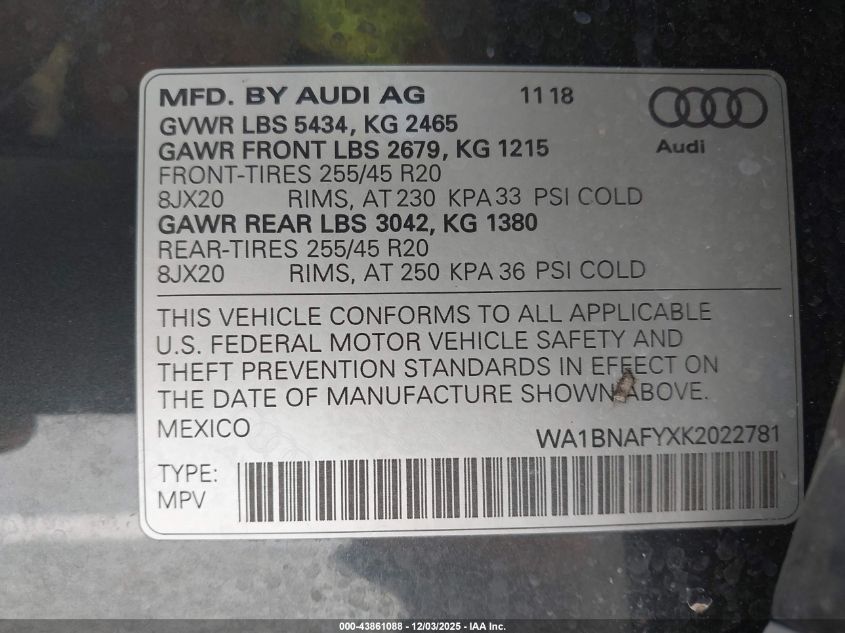 MFD. BY AUDI AG 11 18
GVWR LBS 5434, KG 2465
GAWR FRONT LBS 2679, KG 1215
Audi
FRONT-TIRES 255/45 R20
8JX20 RIMS, AT 230 KPA 33 PSI COLD
GAWR REAR LBS 3042, KG 1380
REAR-TIRES 255/45 R20
8JX20 RIMS, AT 250 KPA 36 PSI COLD
THIS VEHICLE CONFORMS TO ALL APPLICABLE
U.S. FEDERAL MOTOR VEHICLE SAFETY AND
THEFT PREVENTION STANDARDS IN EFFECT ON
THE DATE OF MANUFACTURE SHOWN ABOVE.
MEXICO WA1BNAFYXK2022781
TYPE:
MPV
000-43861088 - 12/03/2025 - IAA Inc.